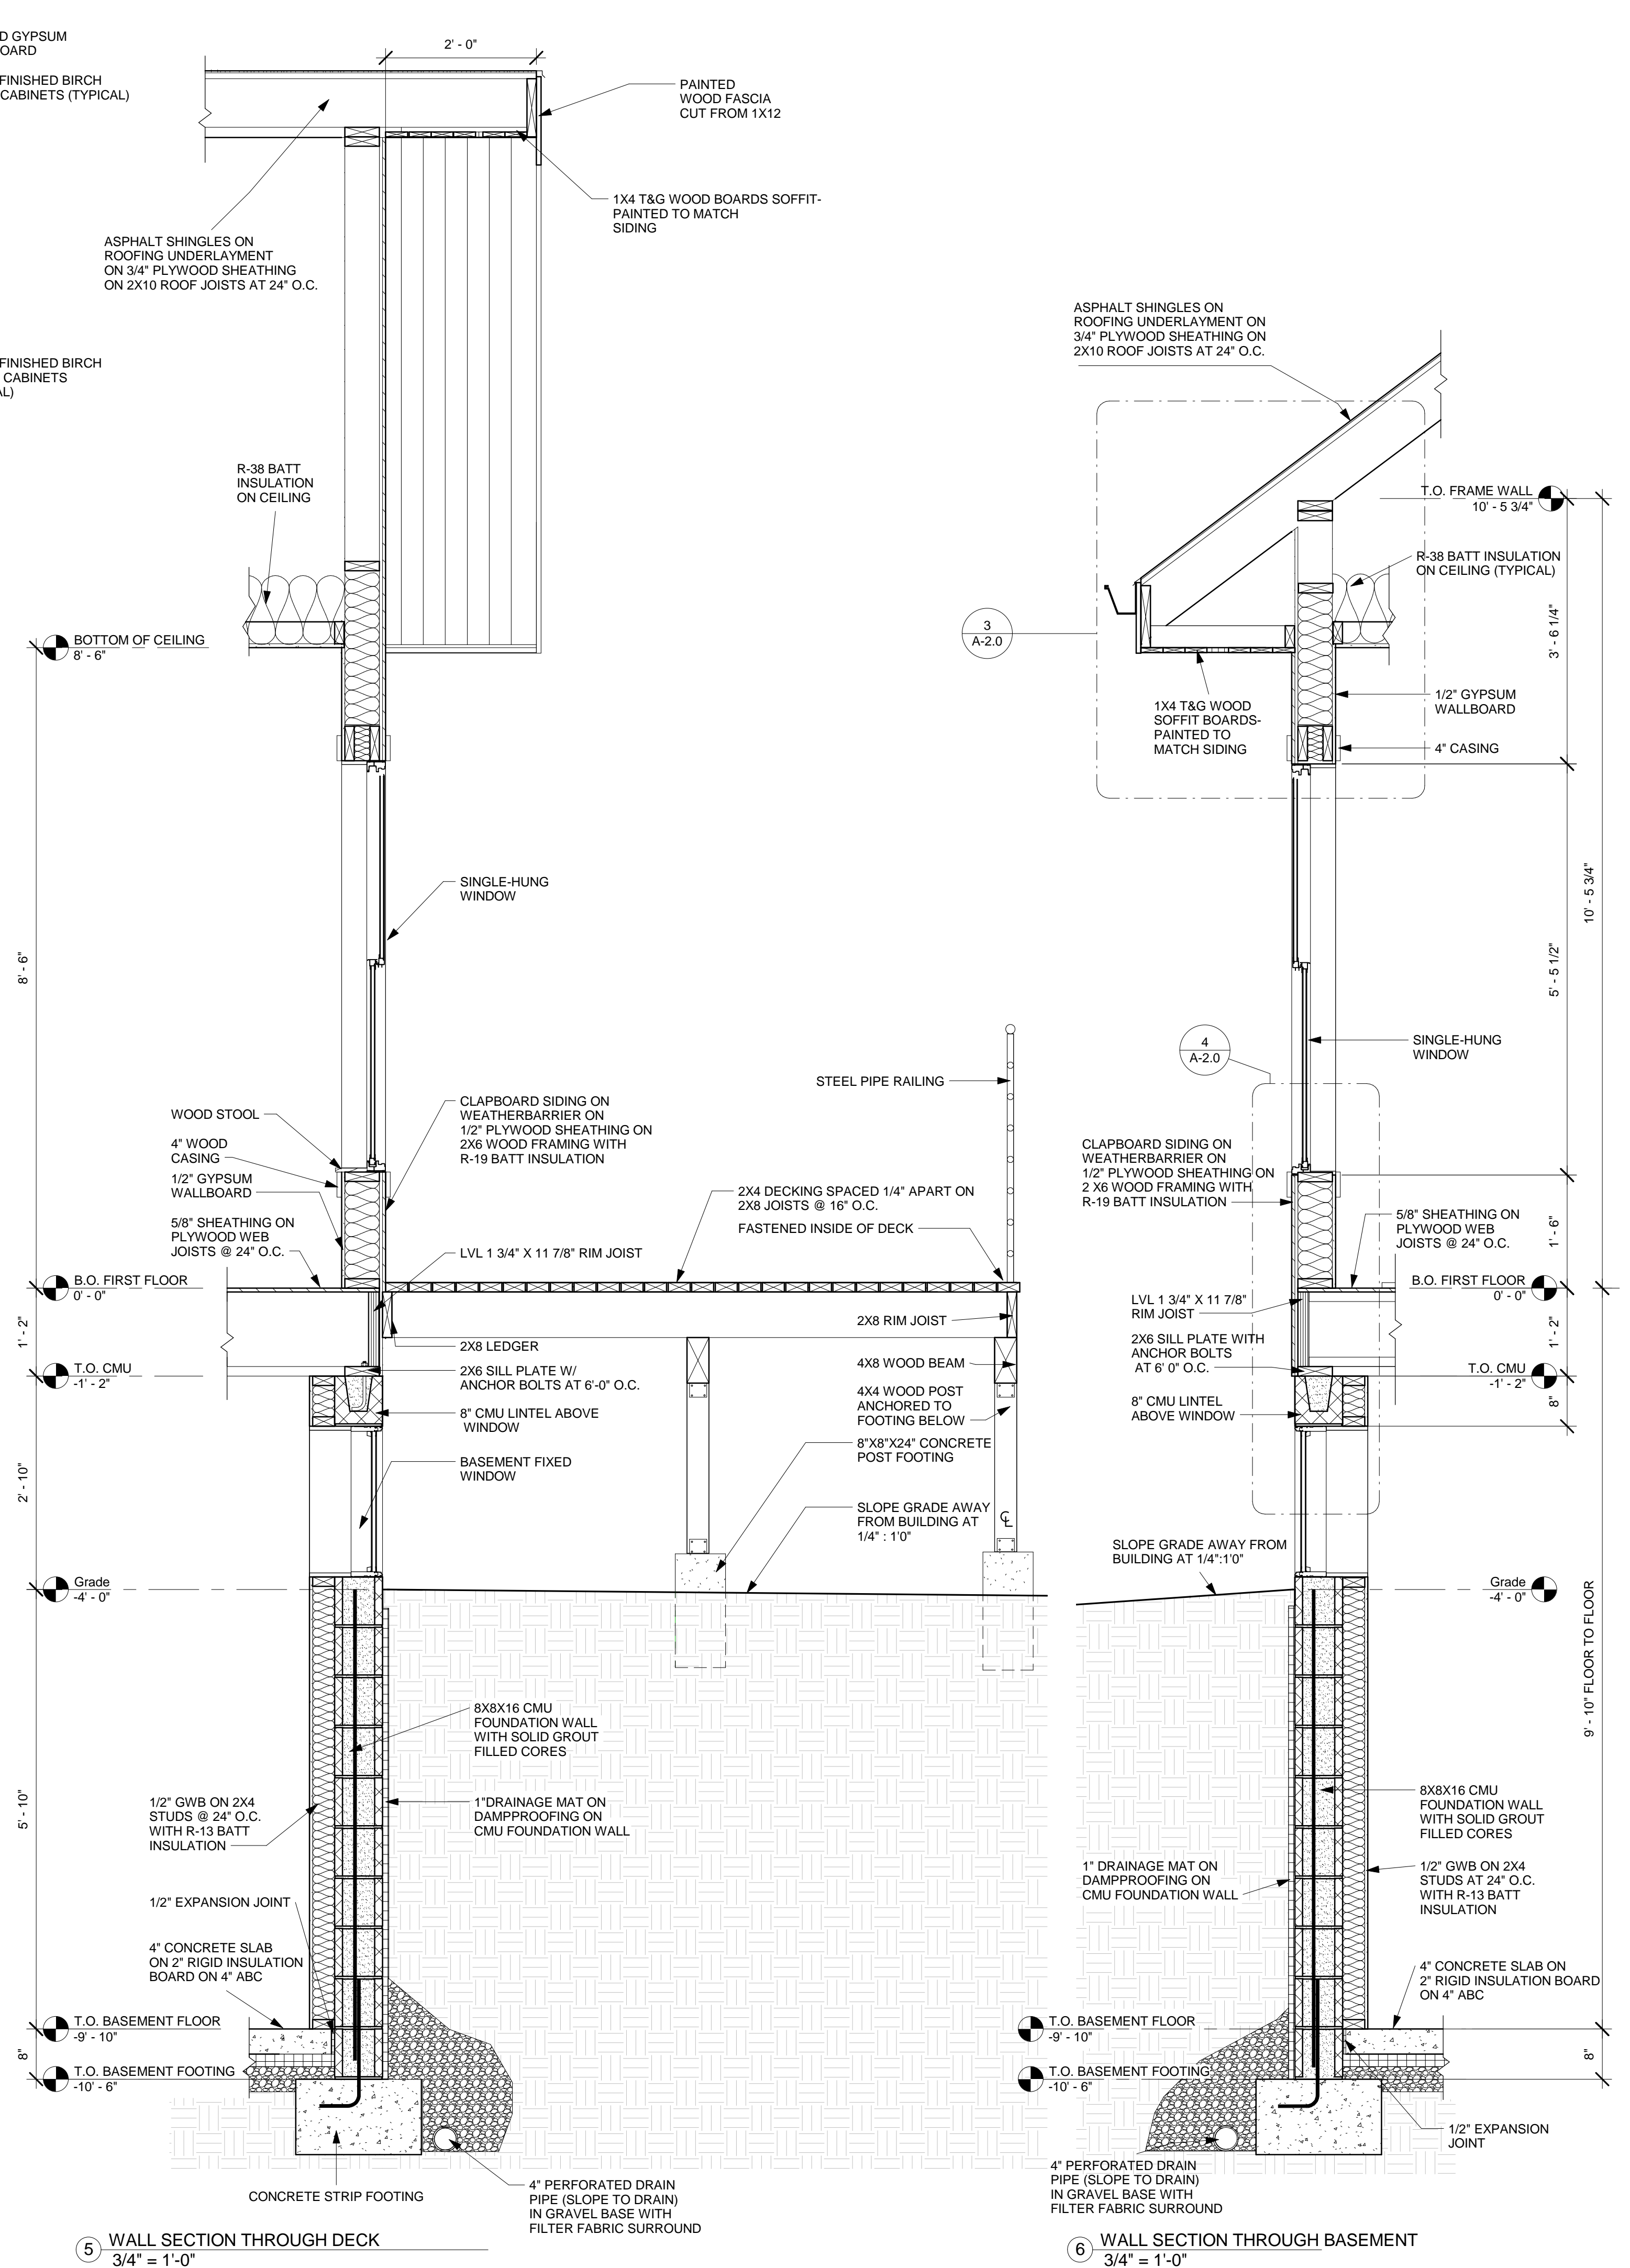 D GYPSUM
OARD
FINISHED BIRCH
CABINETS (TYPICAL)
FINISHED BIRCH
CABINETS
AL)
2' - 0"
PAINTED
WOOD FASCIA
CUT FROM 1X12
1X4 T&G WOOD BOARDS SOFFIT-
PAINTED TO MATCH
SIDING
ASPHALT SHINGLES ON
ROOFING UNDERLAYMENT
ON 3/4" PLYWOOD SHEATHING
ON 2X10 ROOF JOISTS AT 24" O.C.
R-38 BATT
INSULATION
ON CEILING
BOTTOM OF CEILING
8' - 6"
8' - 6"
SINGLE-HUNG
WINDOW
STEEL PIPE RAILING
WOOD STOOL
4" WOOD
CASING
1/2" GYPSUM
WALLBOARD
5/8" SHEATHING ON
PLYWOOD WEB
JOISTS @ 24" O.C.
CLAPBOARD SIDING ON
WEATHERBARRIER ON
1/2" PLYWOOD SHEATHING ON
2X6 WOOD FRAMING WITH
R-19 BATT INSULATION
2X4 DECKING SPACED 1/4" APART ON
2X8 JOISTS @ 16" O.C.
FASTENED INSIDE OF DECK
LVL 1 3/4" X 11 7/8" RIM JOIST
B.O. FIRST FLOOR
0' - 0"
1' - 2"
2X8 RIM JOIST
2X8 LEDGER
T.O. CMU
-1' - 2"
2X6 SILL PLATE W/
ANCHOR BOLTS AT 6'-0" O.C.
4X8 WOOD BEAM
4X4 WOOD POST
ANCHORED TO
FOOTING BELOW
8" CMU LINTEL ABOVE
WINDOW
8"X8"X24" CONCRETE
POST FOOTING
BASEMENT FIXED
WINDOW
2' - 10"
SLOPE GRADE AWAY
FROM BUILDING AT
1/4" : 1'0"
CL
Grade
-4' - 0"
8X8X16 CMU
FOUNDATION WALL
WITH SOLID GROUT
FILLED CORES
5' - 10"
1/2" GWB ON 2X4
STUDS @ 24" O.C.
WITH R-13 BATT
INSULATION
1"DRAINAGE MAT ON
DAMPPROOFING ON
CMU FOUNDATION WALL
1/2" EXPANSION JOINT
4" CONCRETE SLAB
ON 2" RIGID INSULATION
BOARD ON 4" ABC
T.O. BASEMENT FLOOR
-9' - 10"
8"
T.O. BASEMENT FOOTING
-10' - 6"
CONCRETE STRIP FOOTING
4" PERFORATED DRAIN
PIPE (SLOPE TO DRAIN)
IN GRAVEL BASE WITH
FILTER FABRIC SURROUND
5
WALL SECTION THROUGH DECK
3/4" = 1'-0"
ASPHALT SHINGLES ON
ROOFING UNDERLAYMENT ON
3/4" PLYWOOD SHEATHING ON
2X10 ROOF JOISTS AT 24" O.C.
T.O. FRAME WALL
10' - 5 3/4"
R-38 BATT INSULATION
ON CEILING (TYPICAL)
3
A-2.0
3' - 6 1/4"
1X4 T&G WOOD
SOFFIT BOARDS-
PAINTED TO
MATCH SIDING
1/2" GYPSUM
WALLBOARD
4" CASING
10' - 5 3/4"
5' - 5 1/2"
SINGLE-HUNG
WINDOW
4
A-2.0
CLAPBOARD SIDING ON
WEATHERBARRIER ON
1/2" PLYWOOD SHEATHING ON
2 X6 WOOD FRAMING WITH
R-19 BATT INSULATION
5/8" SHEATHING ON
PLYWOOD WEB
JOISTS @ 24" O.C.
1' - 6"
B.O. FIRST FLOOR
0' - 0"
LVL 1 3/4" X 11 7/8"
RIM JOIST
1' - 2"
2X6 SILL PLATE WITH
ANCHOR BOLTS
AT 6' 0" O.C.
T.O. CMU
-1' - 2"
8" CMU LINTEL
ABOVE WINDOW
8"
SLOPE GRADE AWAY FROM
BUILDING AT 1/4":1'0"
Grade
-4' - 0"
9' - 10" FLOOR TO FLOOR
8X8X16 CMU
FOUNDATION WALL
WITH SOLID GROUT
FILLED CORES
1" DRAINAGE MAT ON
DAMPPROOFING ON
CMU FOUNDATION WALL
1/2" GWB ON 2X4
STUDS AT 24" O.C.
WITH R-13 BATT
INSULATION
4" CONCRETE SLAB ON
2" RIGID INSULATION BOARD
ON 4" ABC
T.O. BASEMENT FLOOR
-9' - 10"
8"
T.O. BASEMENT FOOTING
-10' - 6"
1/2" EXPANSION
JOINT
4" PERFORATED DRAIN
PIPE (SLOPE TO DRAIN)
IN GRAVEL BASE WITH
FILTER FABRIC SURROUND
6
WALL SECTION THROUGH BASEMENT
3/4" = 1'-0"